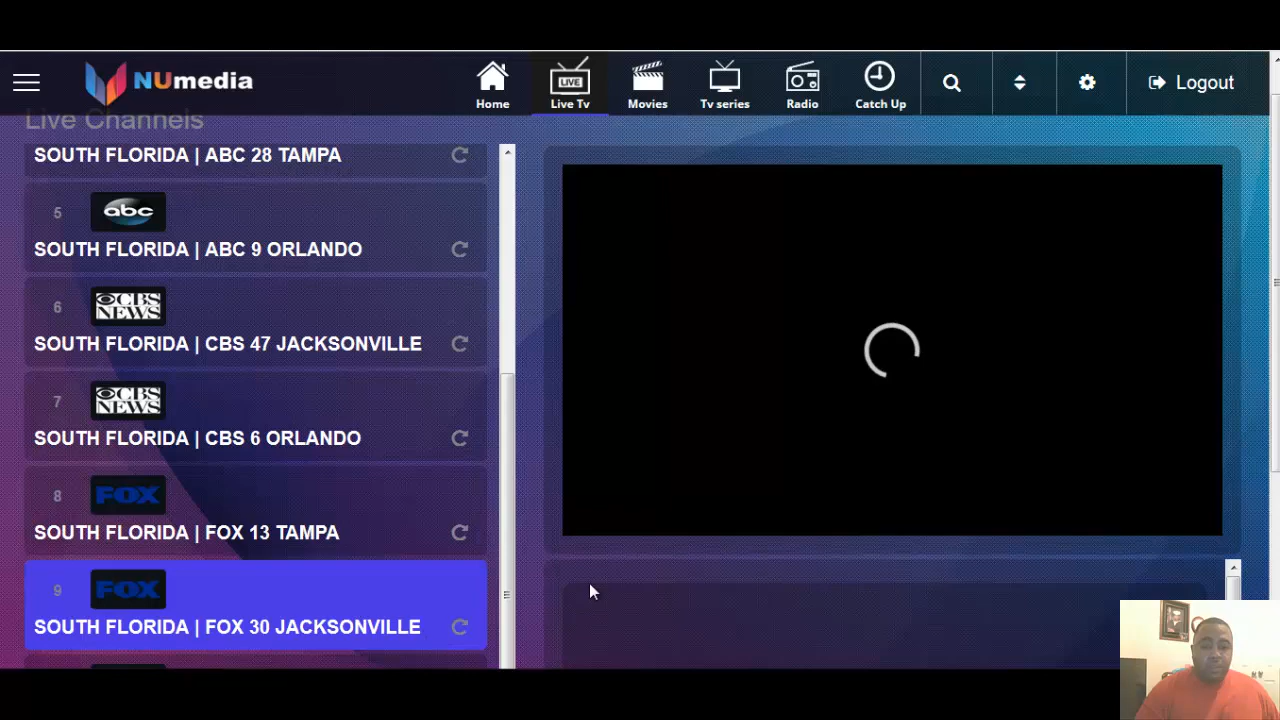 NUmedia
Home
LIVE
Live Tv
Movies
Tv series
Radio
Catch Up
Logout
Live Channels
SOUTH FLORIDA | ABC 28 TAMPA
5
abc
SOUTH FLORIDA | ABC 9 ORLANDO
6
CBS
NEWS
SOUTH FLORIDA | CBS 47 JACKSONVILLE
7
CBS
NEWS
SOUTH FLORIDA | CBS 6 ORLANDO
8
FOX
SOUTH FLORIDA | FOX 13 TAMPA
9
FOX
SOUTH FLORIDA | FOX 30 JACKSONVILLE